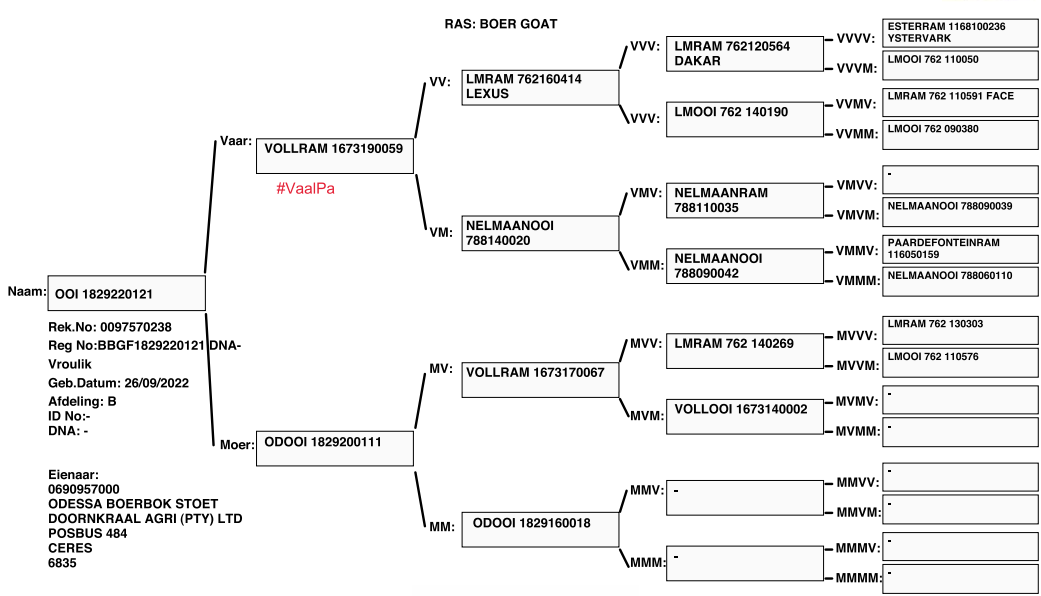 RAS: BOER GOAT
Naam: OOI 1829220121
Rek.No: 0097570238
Reg No:BBGF1829220121 DNA-
Vroulik
Geb.Datum: 26/09/2022
Afdeling: B
ID No:-
DNA: -
Eienaar:
0690957000
ODESSA BOERBOK STOET
DOORNKRAAL AGRI (PTY) LTD
POSBUS 484
CERES
6835
Vaar: VOLLRAM 1673190059
#VaalPa
Moer: ODOOI 1829200111
VV: LMRAM 762160414
LEXUS
VM: NELMAANOOI
788140020
MV: VOLLRAM 1673170067
MM: ODOOI 1829160018
VVV: LMRAM 762120564
DAKAR
VVV: LMOOI 762 140190
VMV: NELMAANRAM
788110035
VMM: NELMAANOOI
788090042
MVV: LMRAM 762 140269
MVM: VOLLOOI 1673140002
MMV: -
MMM: -
VVVV: ESTERRAM 1168100236
YSTERVARK
VVVM: LMOOI 762 110050
VVMV: LMRAM 762 110591 FACE
VVMM: LMOOI 762 090380
VMVV: -
VMVM: NELMAANOOI 788090039
VMMV: PAARDEFONTEINRAM
116050159
VMMM: NELMAANOOI 788060110
MVVV: LMRAM 762 130303
MVVM: LMOOI 762 110576
MVMV: -
MVMM: -
MMVV: -
MMVM: -
MMMV: -
MMMM: -